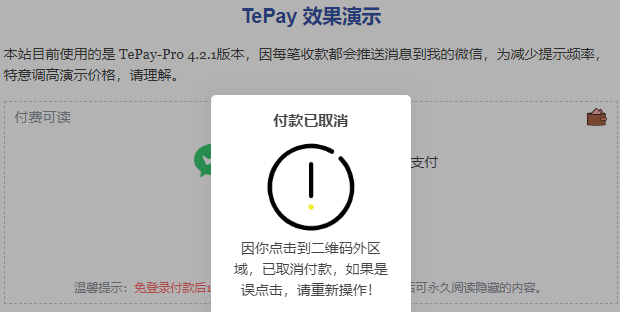 TePay 效果演示
本站目前使用的是 TePay-Pro 4.2.1版本，因每笔收款都会推送消息到我的微信，为减少提示频率，
特意调高演示价格，请理解。
付费可读
付款已取消
支付
因你点击到二维码外区
域，已取消付款，如果是
误点击，请重新操作！
温馨提示：免登录付款后1 可永久阅读隐藏的内容。